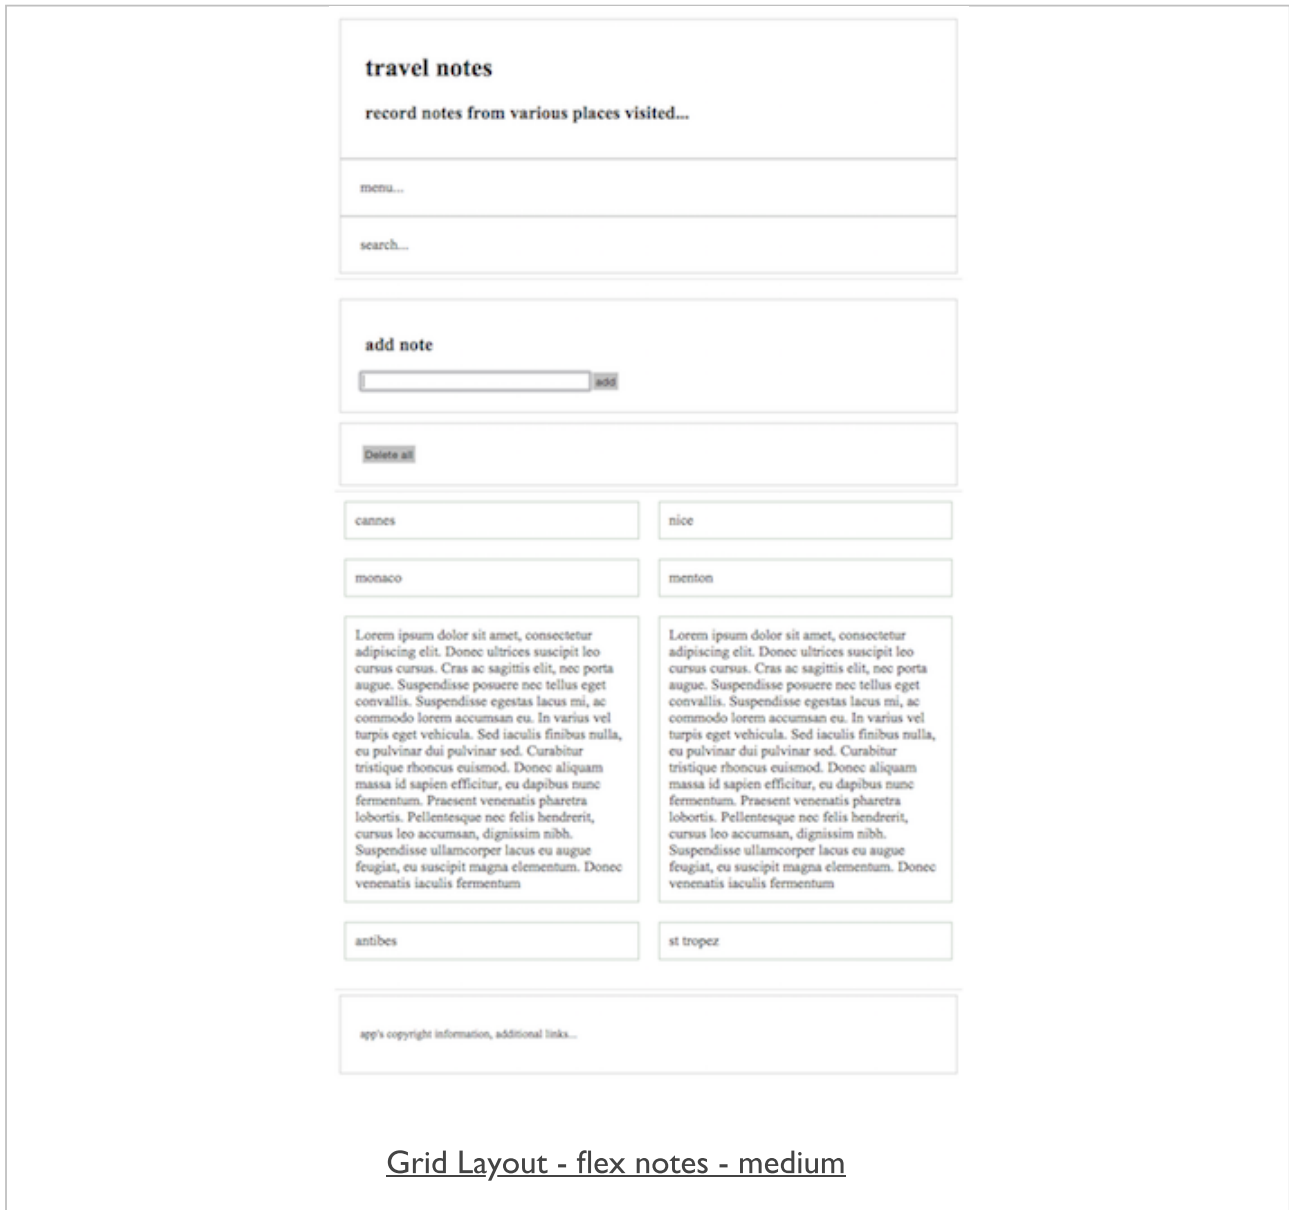 travel notes
record notes from various places visited...
menu...
search...
add note
add
Delete all
cannes
nice
monaco
menton
Lorem ipsum dolor sit amet, consectetur
adipiscing elit. Donec ultrices suscipit leo
cursus cursus. Cras ac sagittis elit, nec porta
augue. Suspendisse posuere nec tellus eget
convallis. Suspendisse egestas lacus mi, ac
commodo lorem accumsan eu. In varius vel
turpis eget vehicula. Sed iaculis finibus nulla,
eu pulvinar dui pulvinar sed. Curabitur
tristique rhoncus euismod. Donec aliquam
massa id sapien efficitur, eu dapibus nunc
fermentum. Praesent venenatis pharetra
lobortis. Pellentesque nec felis hendrerit,
cursus leo accumsan, dignissim nibh.
Suspendisse ullamcorper lacus eu augue
feugiat, eu suscipit magna elementum. Donec
venenatis iaculis fermentum
Lorem ipsum dolor sit amet, consectetur
adipiscing elit. Donec ultrices suscipit leo
cursus cursus. Cras ac sagittis elit, nec porta
augue. Suspendisse posuere nec tellus eget
convallis. Suspendisse egestas lacus mi, ac
commodo lorem accumsan eu. In varius vel
turpis eget vehicula. Sed iaculis finibus nulla,
eu pulvinar dui pulvinar sed. Curabitur
tristique rhoncus euismod. Donec aliquam
massa id sapien efficitur, eu dapibus nunc
fermentum. Praesent venenatis pharetra
lobortis. Pellentesque nec felis hendrerit,
cursus leo accumsan, dignissim nibh.
Suspendisse ullamcorper lacus eu augue
feugiat, eu suscipit magna elementum. Donec
venenatis iaculis fermentum
antibes
st tropez
app's copyright information, additional links...
Grid Layout - flex notes - medium